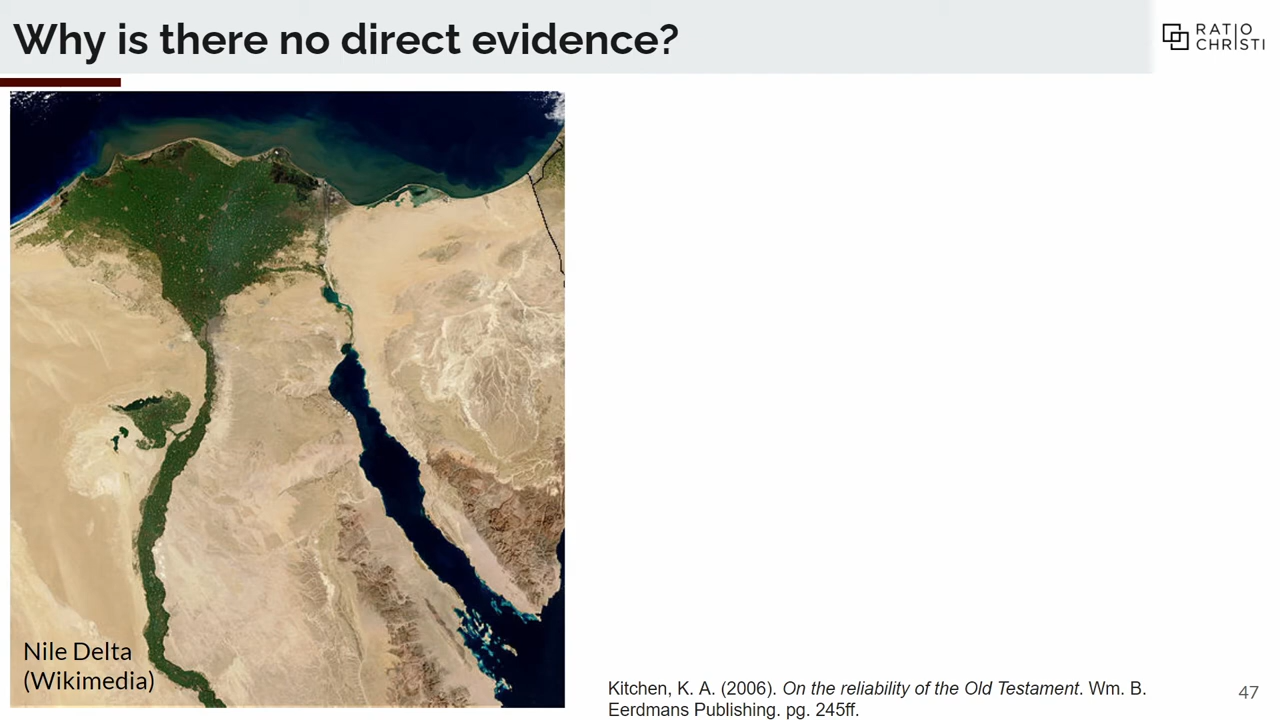 Why is there no direct evidence?
RATIO
CHRISTI
Nile Delta
(Wikimedia)
Kitchen, K. A. (2006). On the reliability of the Old Testament. Wm. B.
Eerdmans Publishing. pg. 245ff.
47